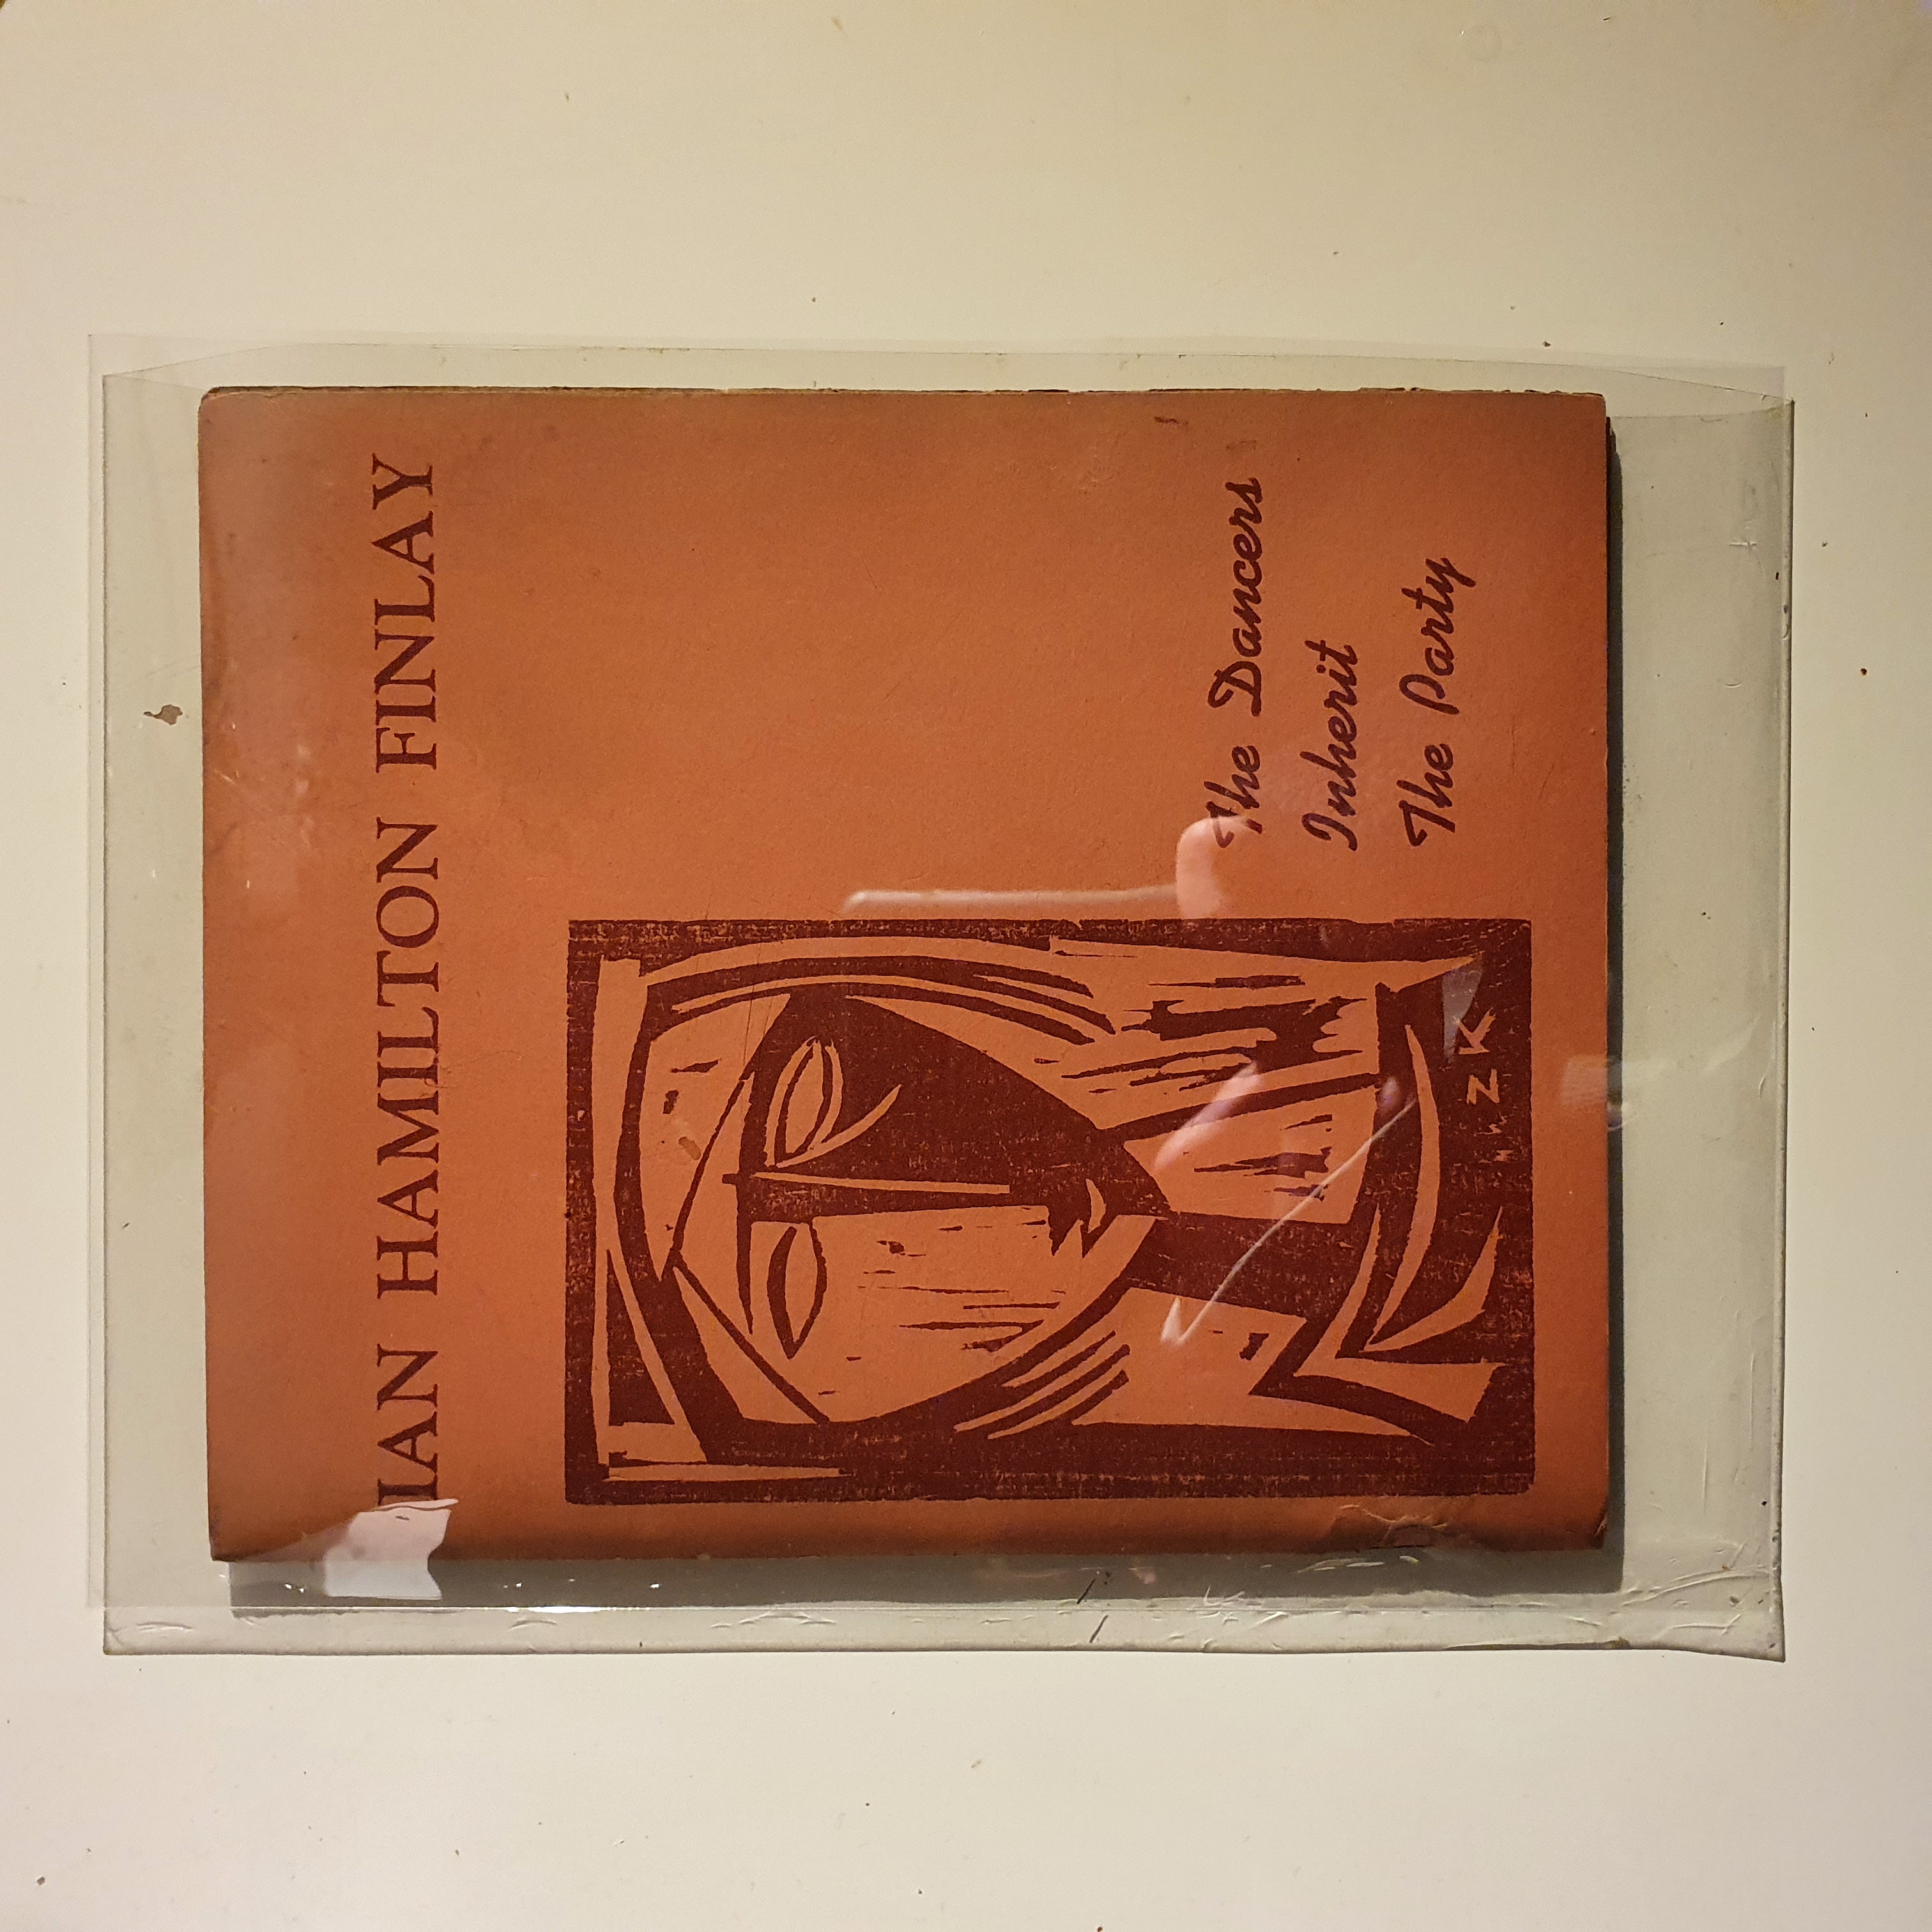 IAN HAMILTON FINLAY
The Dancers
Inherit
The Party
ZK